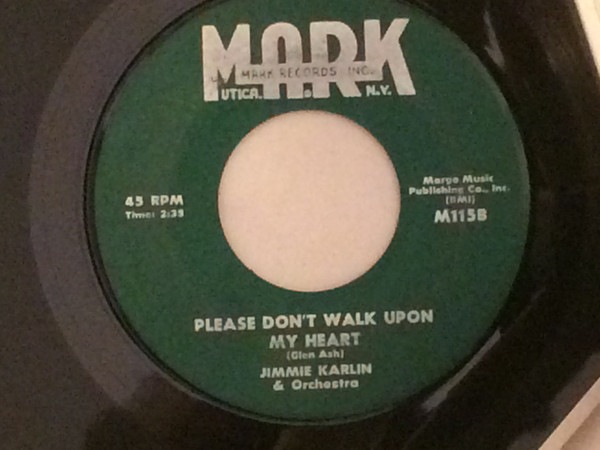 MARK
MARK RECORDS INC.
UTICA. N.Y.
45 RPM
Time: 2:35
Margo Music
Publishing Co., Inc.
(BMI)
M115B
PLEASE DON'T WALK UPON
MY HEART
(Glen Ash)
JIMMIE KARLIN
& Orchestra